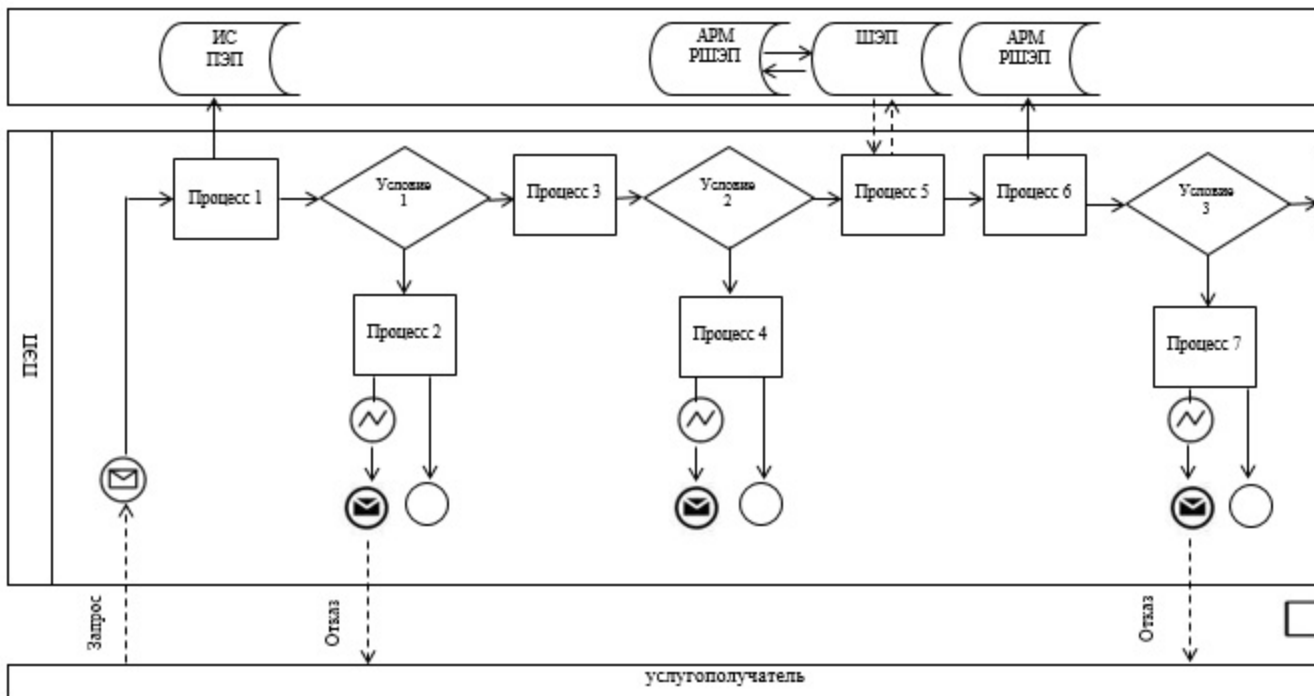 ИС
ПЭП
АРМ
РШЭП
ШЭП
АРМ
РШЭП
Процесс 1
Условие
1
Процесс 3
Условие
2
Процесс 5
Процесс 6
Условие
3
Процесс 2
Процесс 4
Процесс 7
ПЭП
Запрос
Отказ
Отказ
услугополучатель